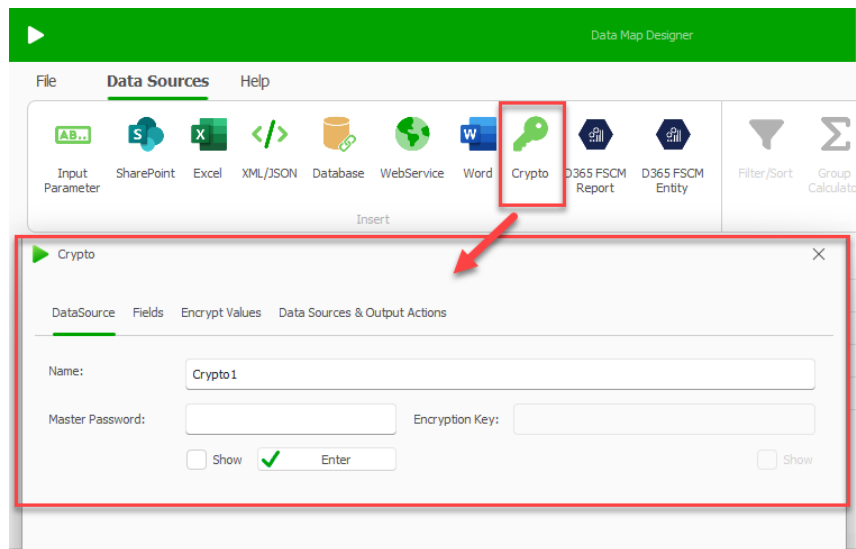 Data Map Designer
File Data Sources Help
AB..
S X W
Input Parameter SharePoint Excel XML/JSON Database WebService Word Crypto D365 FSCM Report D365 FSCM Entity Filter/Sort Group
Insert
Crypto
DataSource Fields Encrypt Values Data Sources & Output Actions
Name: Crypto1
Master Password: Encryption Key:
Show Enter Show